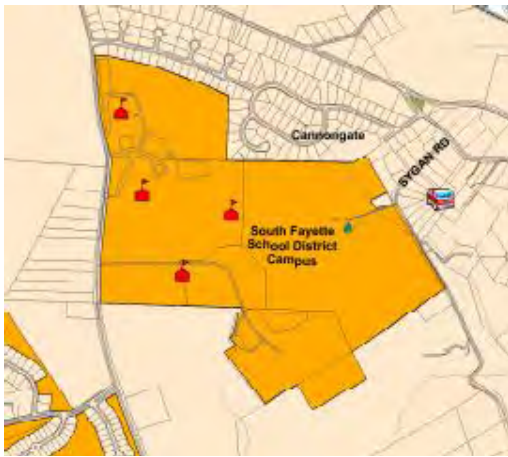 Cannongate
SYGAN RD
South Fayette
School District
Campus